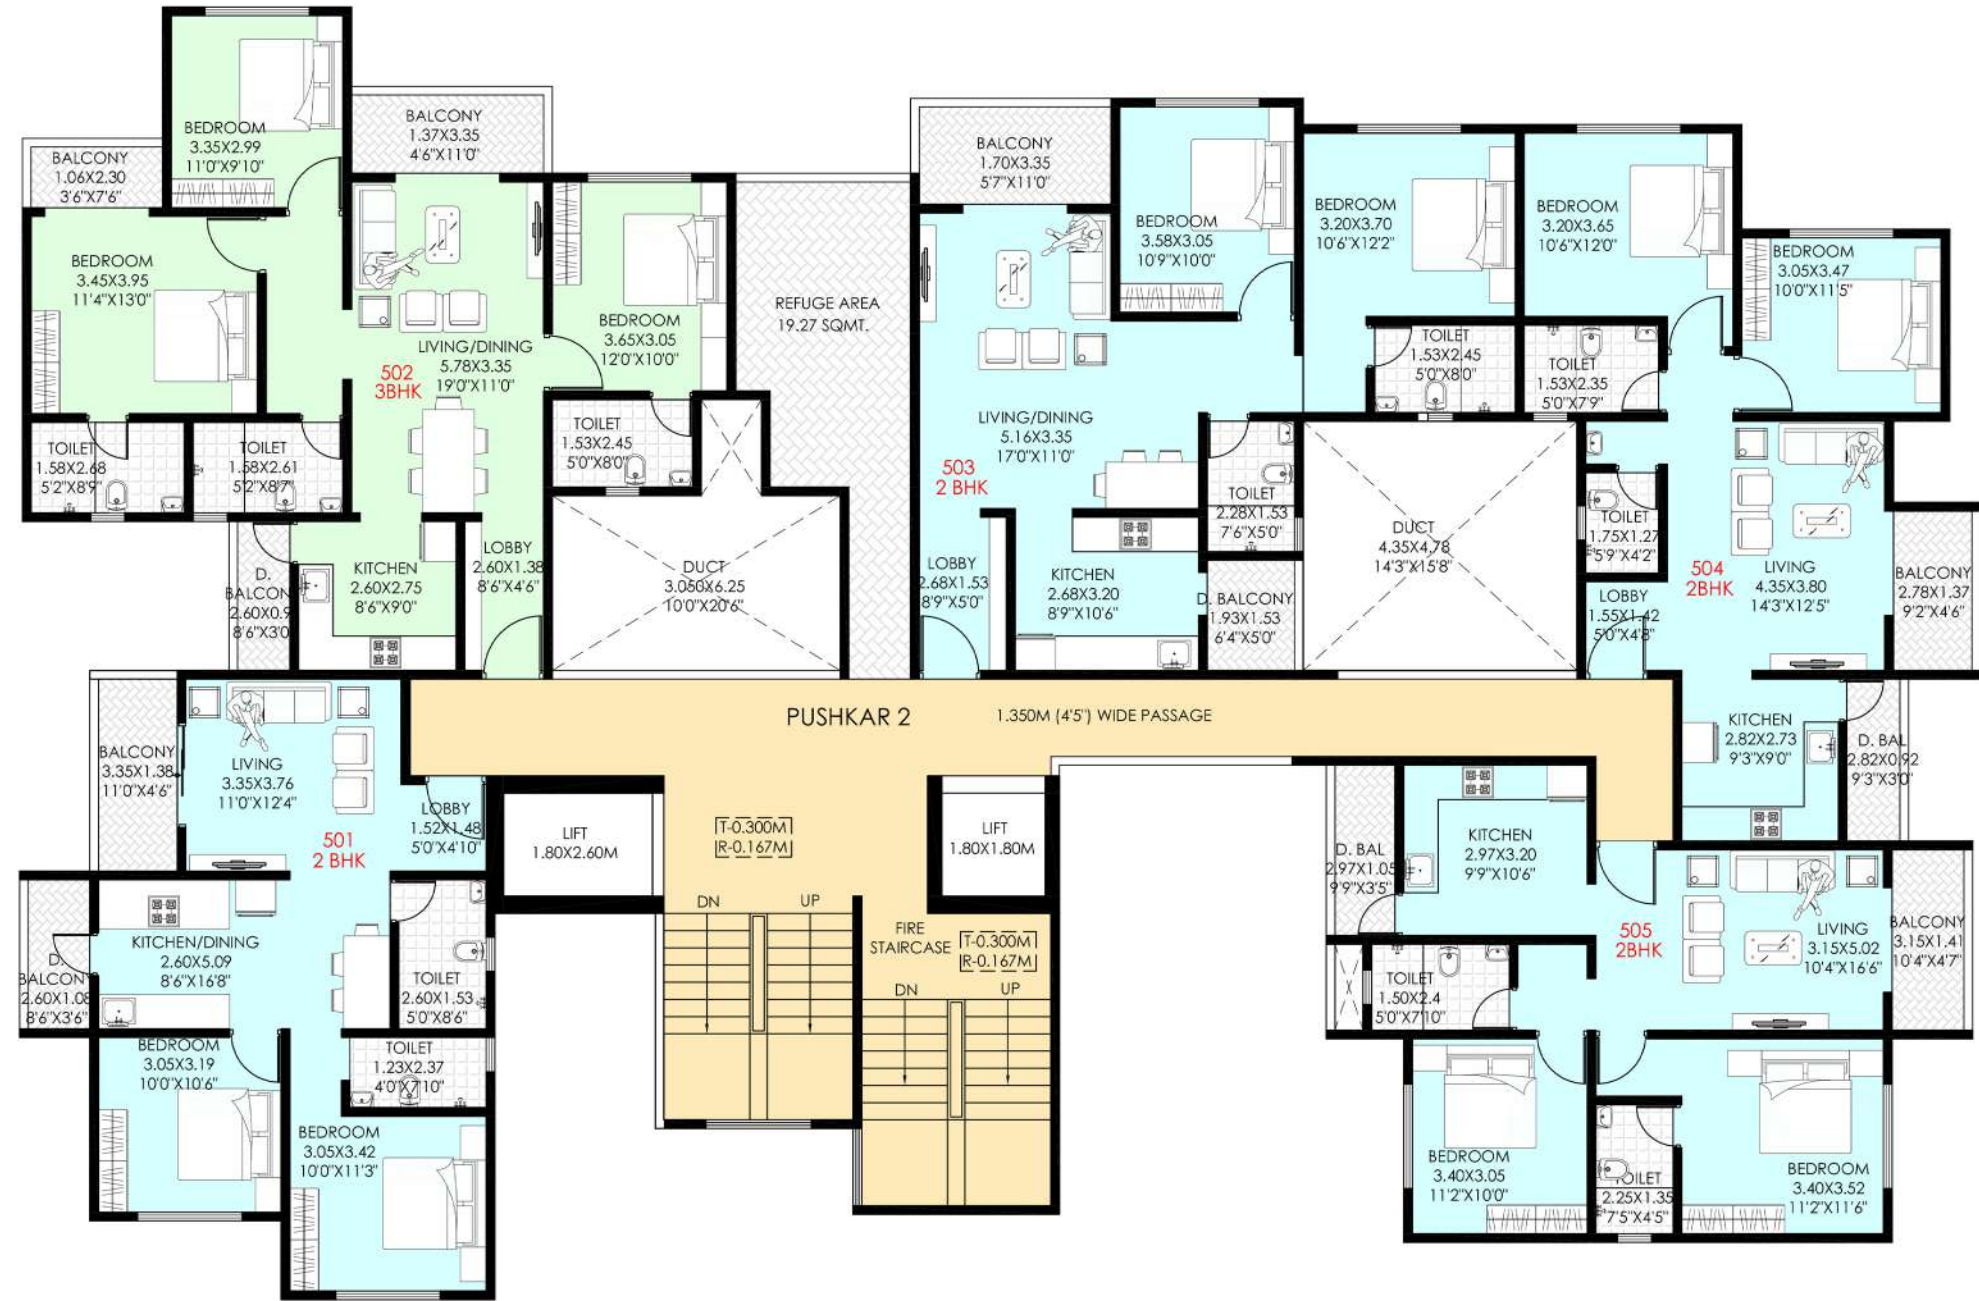 BEDROOM
3.35X2.99
11'0"X9'10"
BALCONY
1.37X3.35
4'6"X11'0"
BALCONY
1.06X2.30
3'6"X7'6"
BEDROOM
3.45X3.95
11'4"X13'0"
LIVING/DINING
5.78X3.35
19'0"X11'0"
502
3BHK
BEDROOM
3.65X3.05
12'0"X10'0"
TOILET
1.58X2.68
5'2"X8'9"
TOILET
1.58X2.61
5'2"X8'7"
TOILET
1.53X2.45
5'0"X8'0"
D.
BALCON
2.60X0.9
8'6"X3'0
KITCHEN
2.60X2.75
8'6"X9'0"
LOBBY
2.60X1.38
8'6"X4'6"
DUCT
3.050X6.25
10'0"X20'6"
REFUGE AREA
19.27 SQMT.
BALCONY
1.70X3.35
5'7"X11'0"
BEDROOM
3.58X3.05
10'9"X10'0"
BEDROOM
3.20X3.70
10'6"X12'2"
LIVING/DINING
5.16X3.35
17'0"X11'0"
503
2 BHK
TOILET
1.53X2.45
5'0"X8'0"
TOILET
2.28X1.53
7'6"X5'0"
LOBBY
2.68X1.53
8'9"X5'0"
KITCHEN
2.68X3.20
8'9"X10'6"
D. BALCONY
1.93X1.53
6'4"X5'0"
DUCT
4.35X4.78
14'3"X15'8"
BEDROOM
3.20X3.65
10'6"X12'0"
BEDROOM
3.05X3.47
10'0"X11'5"
TOILET
1.53X2.35
5'0"X7'9"
TOILET
1.75X1.27
5'9"X4'2"
504
2BHK
LIVING
4.35X3.80
14'3"X12'5"
BALCONY
2.78X1.37
9'2"X4'6"
LOBBY
1.55X1.42
5'0"X4'8"
KITCHEN
2.82X2.73
9'3"X9'0"
D. BAL
2.82X0.92
9'3"X3'0"
PUSHKAR 2
1.350M (4'5") WIDE PASSAGE
BALCONY
3.35X1.38
11'0"X4'6"
LIVING
3.35X3.76
11'0"X12'4"
LOBBY
1.52X1.48
5'0"X4'10"
501
2 BHK
D.
BALCON
2.60X1.08
8'6"X3'6"
KITCHEN/DINING
2.60X5.09
8'6"X16'8"
TOILET
2.60X1.53
5'0"X8'6"
TOILET
1.23X2.37
4'0"X7'10"
BEDROOM
3.05X3.19
10'0"X10'6"
BEDROOM
3.05X3.42
10'0"X11'3"
LIFT
1.80X2.60M
T-0.300M
R-0.167M
LIFT
1.80X1.80M
DN
UP
FIRE
STAIRCASE
T-0.300M
R-0.167M
DN
UP
D. BAL
2.97X1.05
9'9"X3'5"
KITCHEN
2.97X3.20
9'9"X10'6"
505
2BHK
LIVING
3.15X5.02
10'4"X16'6"
BALCONY
3.15X1.41
10'4"X4'7"
TOILET
1.50X2.4
5'0"X7'10"
BEDROOM
3.40X3.05
11'2"X10'0"
TOILET
2.25X1.35
7'5"X4'5"
BEDROOM
3.40X3.52
11'2"X11'6"